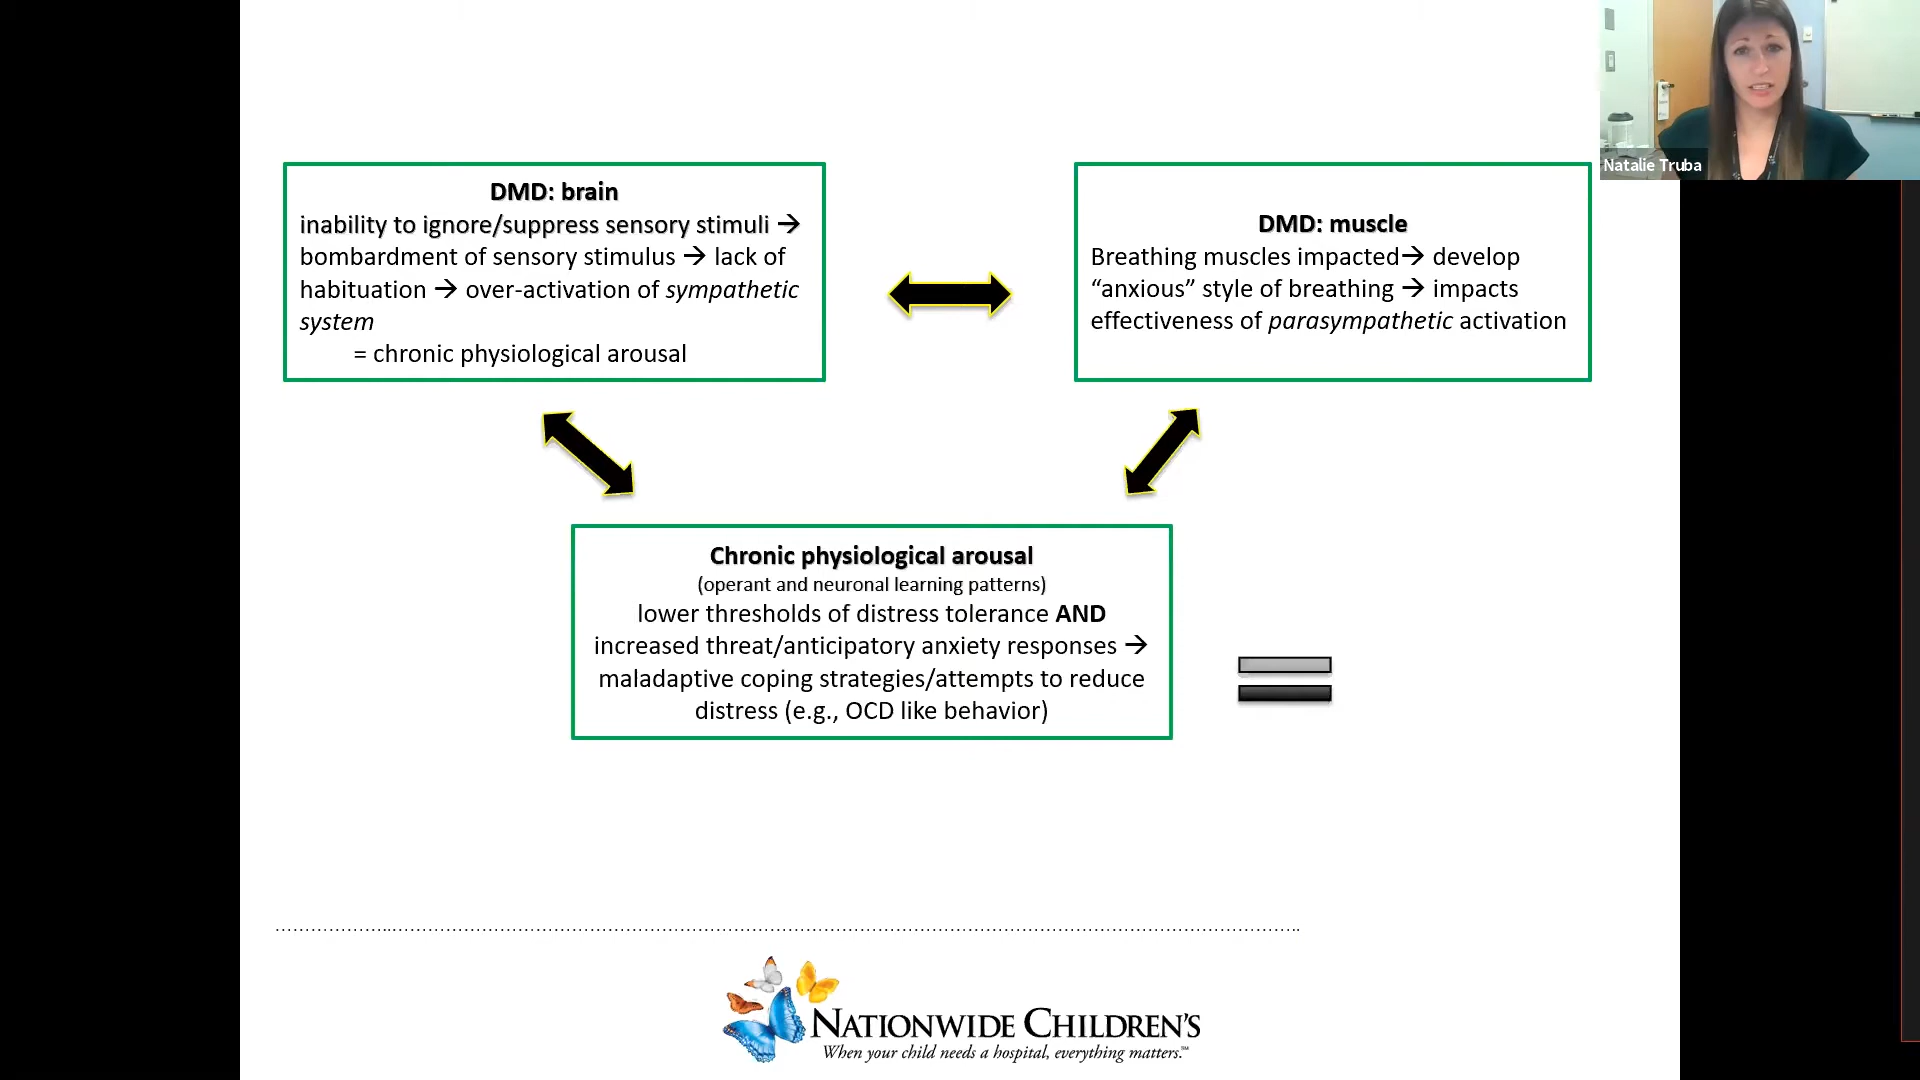 Natalie Truba
DMD: brain
inability to ignore/suppress sensory stimuli →
bombardment of sensory stimulus → lack of
habituation → over-activation of sympathetic
system
= chronic physiological arousal
DMD: muscle
Breathing muscles impacted→ develop
“anxious” style of breathing → impacts
effectiveness of parasympathetic activation
Chronic physiological arousal
(operant and neuronal learning patterns)
lower thresholds of distress tolerance AND
increased threat/anticipatory anxiety responses →
maladaptive coping strategies/attempts to reduce
distress (e.g., OCD like behavior)
NATIONWIDE CHILDREN'S
When your child needs a hospital, everything matters.™